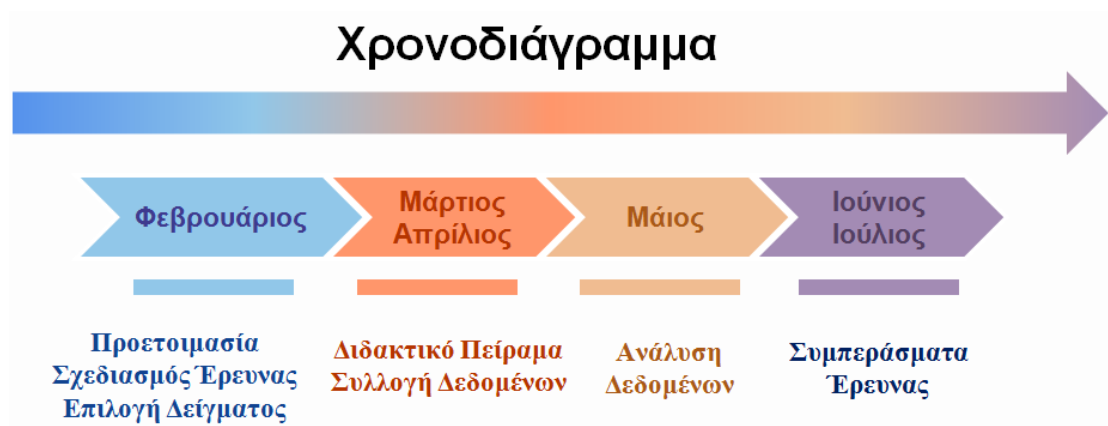 Χρονοδιάγραμμα
Φεβρουάριος
Μάρτιος
Απρίλιος
Μάιος
Ιούνιος
Ιούλιος
Προετοιμασία
Σχεδιασμός Έρευνας
Επιλογή Δείγματος
Διδακτικό Πείραμα
Συλλογή Δεδομένων
Ανάλυση
Δεδομένων
Συμπεράσματα
Έρευνας